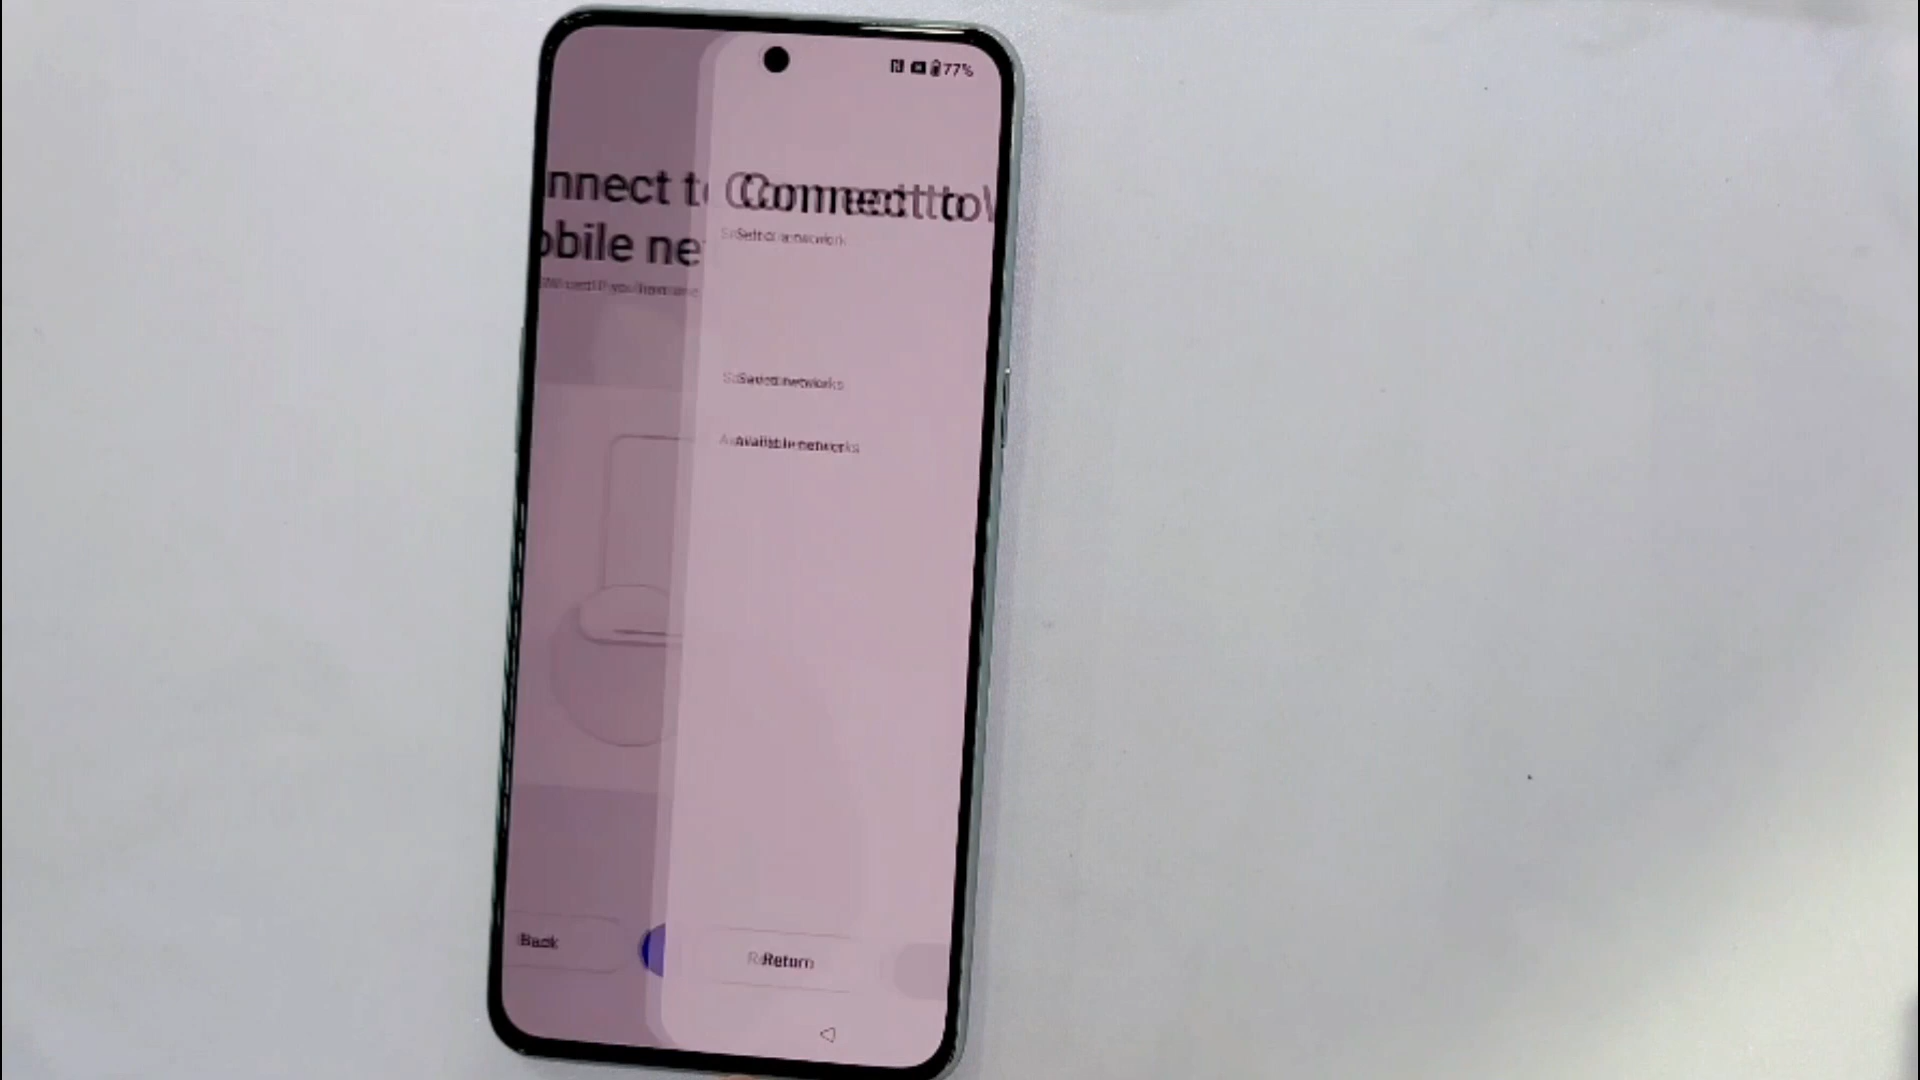 77%
nnect to
obile ne
Connect to W
Select a network
Saved networks
Available networks
Back
Return